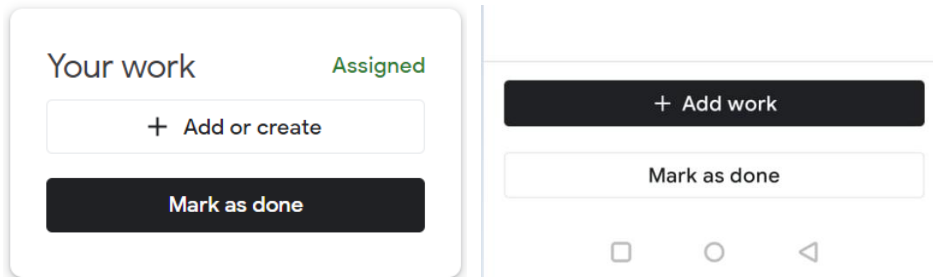 Your work
Assigned
+ Add or create
Mark as done
+ Add work
Mark as done